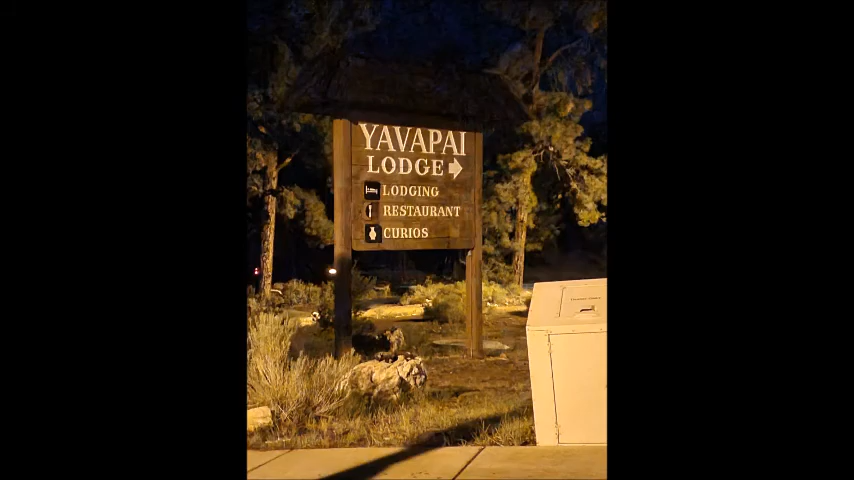 YAVAPAI
LODGE
LODGING
RESTAURANT
CURIOS